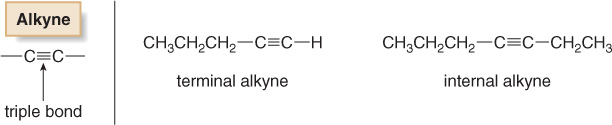 Alkyne
—C≡C—
triple bond
CH₃CH₂CH₂—C≡C—H
terminal alkyne
CH₃CH₂CH₂—C≡C—CH₂CH₃
internal alkyne